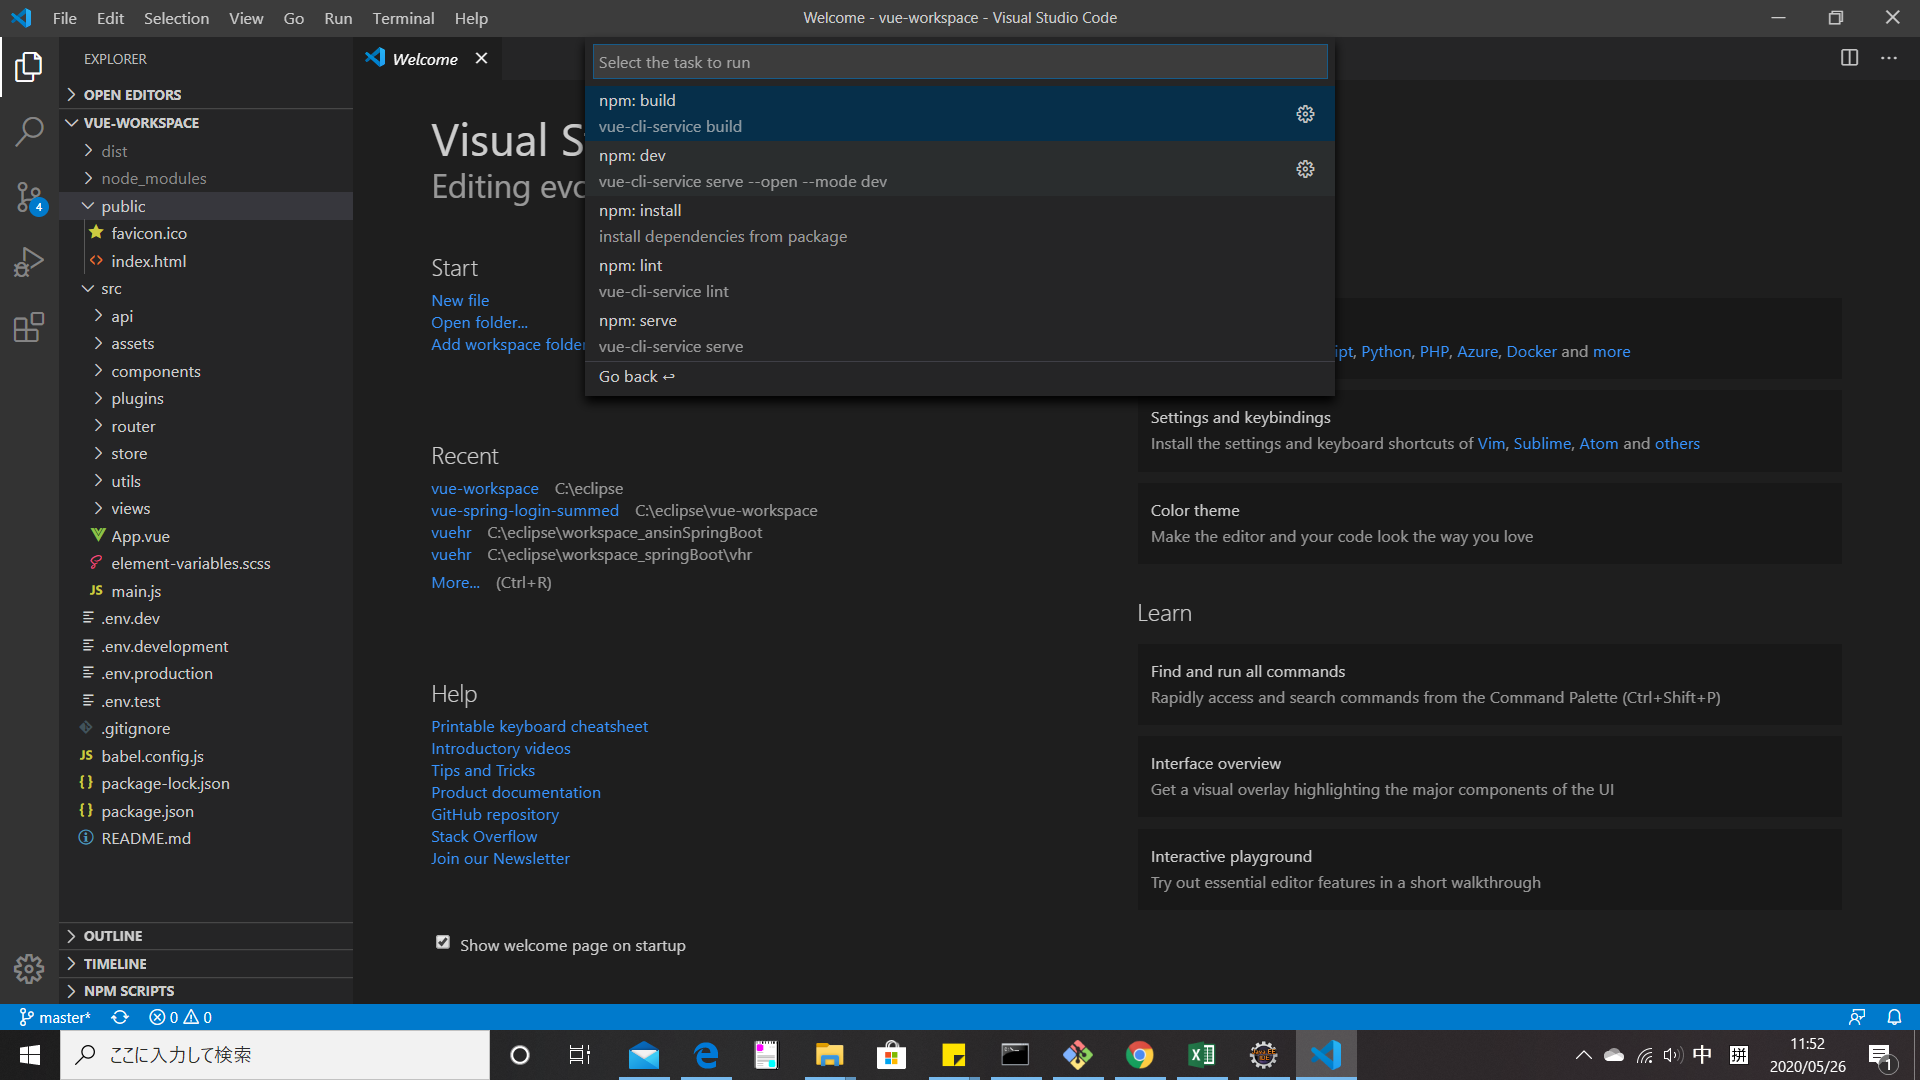 File Edit Selection View Go Run Terminal Help
Welcome - vue-workspace - Visual Studio Code
EXPLORER
OPEN EDITORS
VUE-WORKSPACE
dist
node_modules
public
favicon.ico
index.html
src
api
assets
components
plugins
router
store
utils
views
App.vue
element-variables.scss
JS main.js
.env.dev
.env.development
.env.production
.env.test
.gitignore
JS babel.config.js
{} package-lock.json
{} package.json
README.md
OUTLINE
TIMELINE
NPM SCRIPTS
4
Welcome
Select the task to run
npm: build
vue-cli-service build
npm: dev
vue-cli-service serve --open --mode dev
npm: install
install dependencies from package
npm: lint
vue-cli-service lint
npm: serve
vue-cli-service serve
Go back ↩
Visual S
Editing evo
Start
New file
Open folder...
Add workspace folder
Recent
vue-workspace C:\eclipse
vue-spring-login-summed C:\eclipse\vue-workspace
vuehr C:\eclipse\workspace_ansinSpringBoot
vuehr C:\eclipse\workspace_springBoot\vhr
More... (Ctrl+R)
Help
Printable keyboard cheatsheet
Introductory videos
Tips and Tricks
Product documentation
GitHub repository
Stack Overflow
Join our Newsletter
Show welcome page on startup
ipt, Python, PHP, Azure, Docker and more
Settings and keybindings
Install the settings and keyboard shortcuts of Vim, Sublime, Atom and others
Color theme
Make the editor and your code look the way you love
Learn
Find and run all commands
Rapidly access and search commands from the Command Palette (Ctrl+Shift+P)
Interface overview
Get a visual overlay highlighting the major components of the UI
Interactive playground
Try out essential editor features in a short walkthrough
master* 0 0
ここに入力して検索
中 拼
11:52
2020/05/26
1